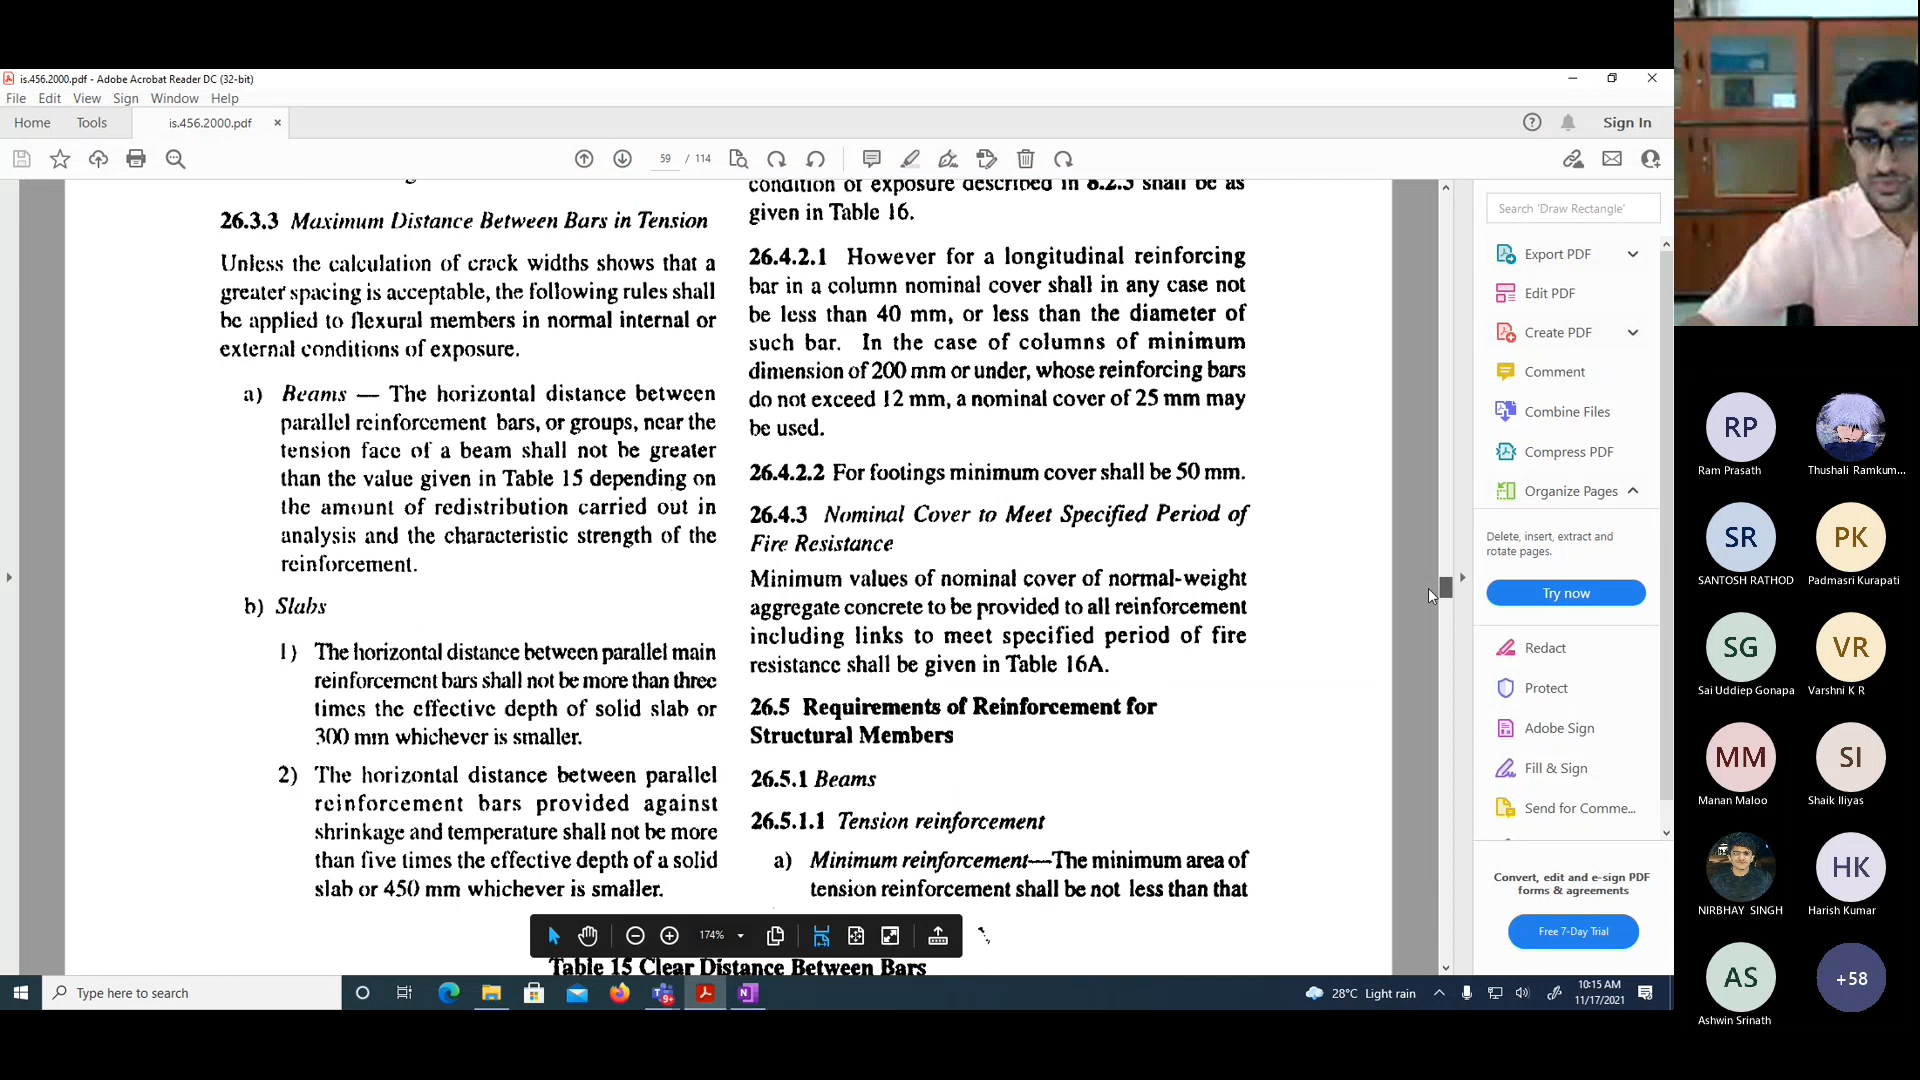 is.456.2000.pdf - Adobe Acrobat Reader DC (32-bit)
File Edit View Sign Window Help
Home Tools is.456.2000.pdf × Sign In
59 / 114
26.3.3 Maximum Distance Between Bars in Tension
Unless the calculation of crack widths shows that a
greater spacing is acceptable, the following rules shall
be applied to flexural members in normal internal or
external conditions of exposure.
a) Beams — The horizontal distance between
parallel reinforcement bars, or groups, near the
tension face of a beam shall not be greater
than the value given in Table 15 depending on
the amount of redistribution carried out in
analysis and the characteristic strength of the
reinforcement.
b) Slabs
1) The horizontal distance between parallel main
reinforcement bars shall not be more than three
times the effective depth of solid slab or
300 mm whichever is smaller.
2) The horizontal distance between parallel
reinforcement bars provided against
shrinkage and temperature shall not be more
than five times the effective depth of a solid
slab or 450 mm whichever is smaller.
condition of exposure described in 8.2.3 shall be as
given in Table 16.
26.4.2.1 However for a longitudinal reinforcing
bar in a column nominal cover shall in any case not
be less than 40 mm, or less than the diameter of
such bar. In the case of columns of minimum
dimension of 200 mm or under, whose reinforcing bars
do not exceed 12 mm, a nominal cover of 25 mm may
be used.
26.4.2.2 For footings minimum cover shall be 50 mm.
26.4.3 Nominal Cover to Meet Specified Period of
Fire Resistance
Minimum values of nominal cover of normal-weight
aggregate concrete to be provided to all reinforcement
including links to meet specified period of fire
resistance shall be given in Table 16A.
26.5 Requirements of Reinforcement for
Structural Members
26.5.1 Beams
26.5.1.1 Tension reinforcement
a) Minimum reinforcement—The minimum area of
tension reinforcement shall be not less than that
174%
Table 15 Clear Distance Between Bars
Search 'Draw Rectangle'
Export PDF
Edit PDF
Create PDF
Comment
Combine Files
Compress PDF
Organize Pages
Delete, insert, extract and
rotate pages.
Try now
Redact
Protect
Adobe Sign
Fill & Sign
Send for Comme...
Convert, edit and e-sign PDF
forms & agreements
Free 7-Day Trial
Type here to search
28°C Light rain
10:15 AM
11/17/2021
RP
Ram Prasath Thushali Ramkum...
SR PK
SANTOSH RATHOD Padmasri Kurapati
SG VR
Sai Uddiep Gonapa Varshni K R
MM SI
Manan Maloo Shaik Iliyas
HK
NIRBHAY SINGH Harish Kumar
AS +58
Ashwin Srinath